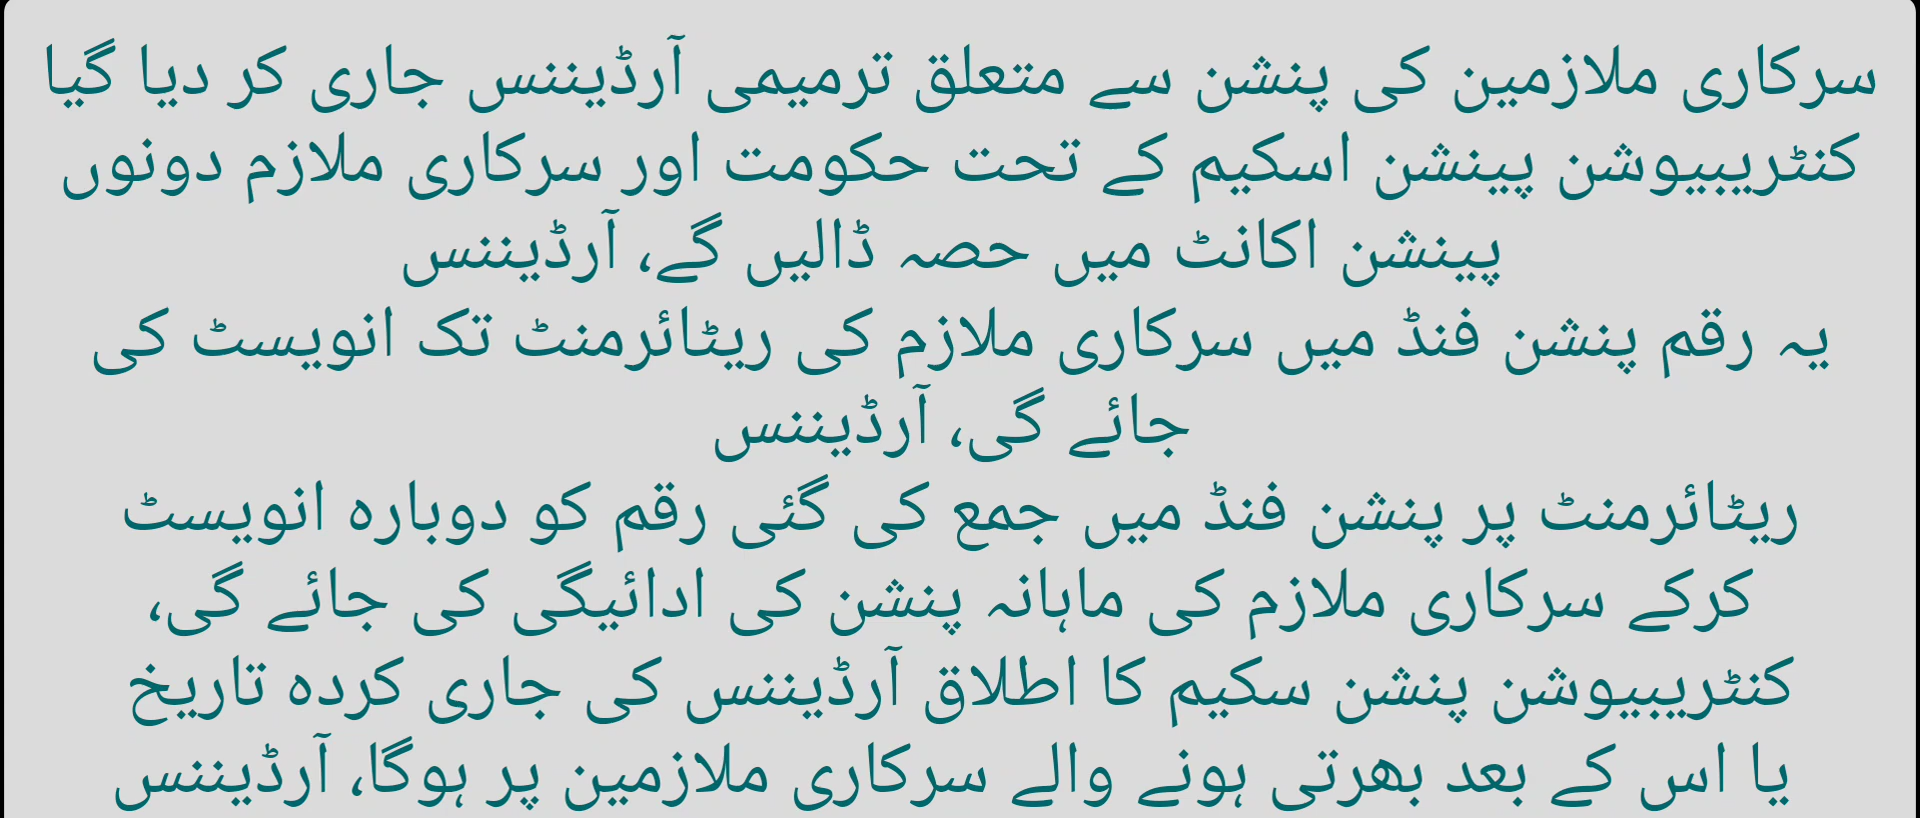 سرکاری ملازمین کی پنشن سے متعلق ترمیمی آرڈیننس جاری کر دیا گیا
کنٹریبیوشن پینشن اسکیم کے تحت حکومت اور سرکاری ملازم دونوں
پینشن اکانٹ میں حصہ ڈالیں گے، آرڈیننس
یہ رقم پنشن فنڈ میں سرکاری ملازم کی ریٹائرمنٹ تک انویسٹ کی
جائے گی، آرڈیننس
ریٹائرمنٹ پر پنشن فنڈ میں جمع کی گئی رقم کو دوبارہ انویسٹ
کرکے سرکاری ملازم کی ماہانہ پنشن کی ادائیگی کی جائے گی،
کنٹریبیوشن پنشن سکیم کا اطلاق آرڈیننس کی جاری کردہ تاریخ
یا اس کے بعد بھرتی ہونے والے سرکاری ملازمین پر ہوگا، آرڈیننس